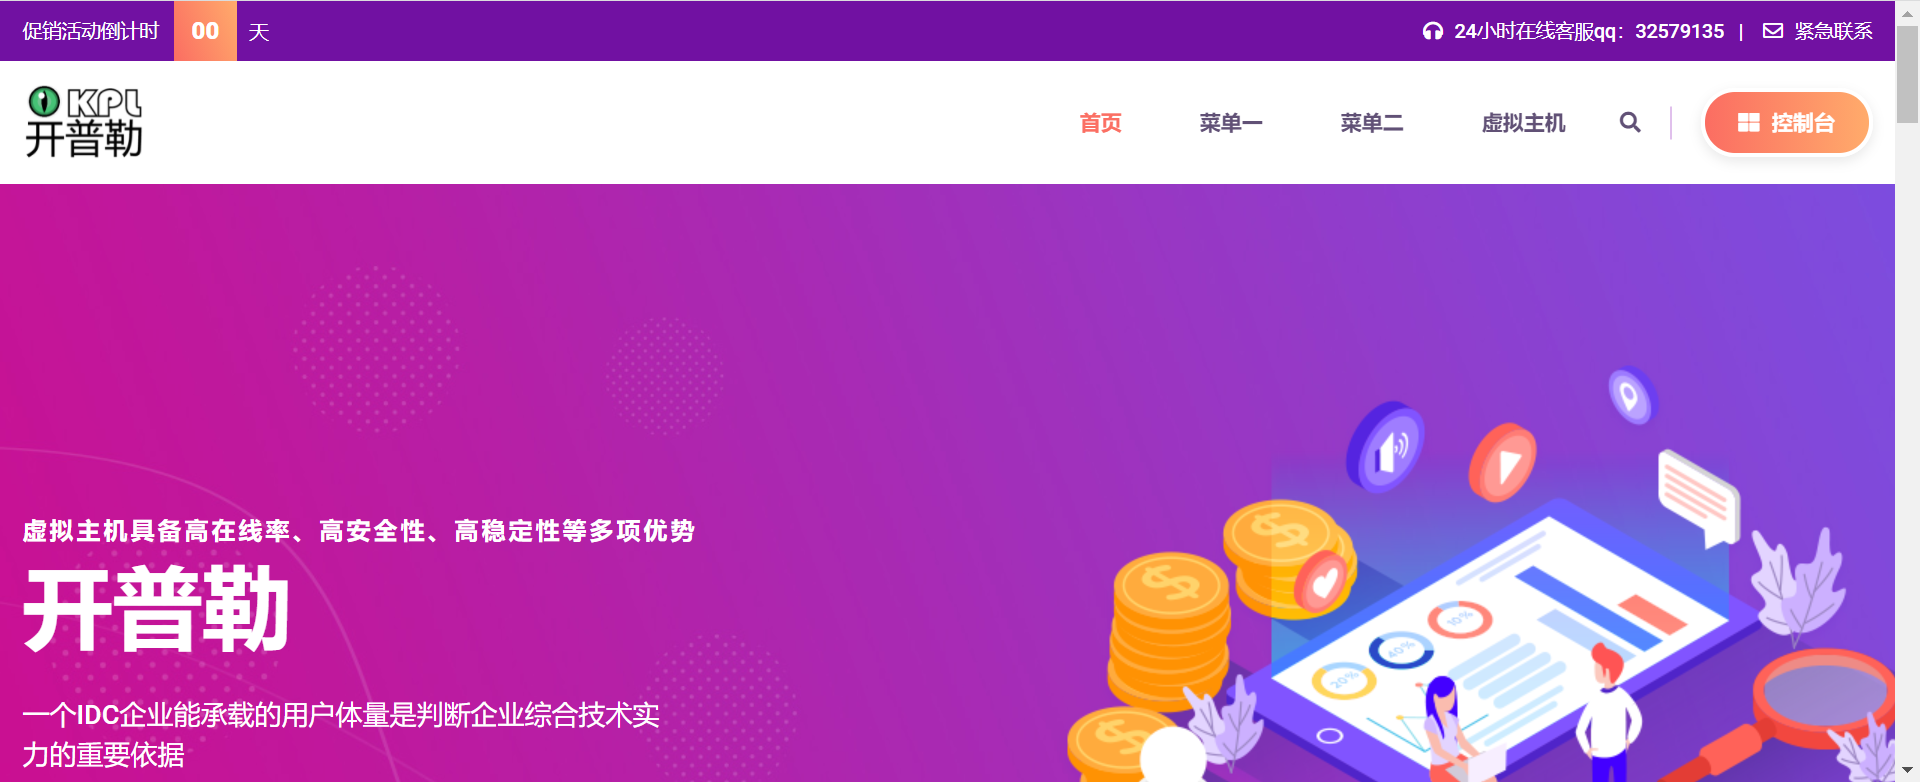 促销活动倒计时 00 天
24小时在线客服qq：32579135 | 紧急联系
KPL
开普勒
首页 菜单一 菜单二 虚拟主机 控制台
虚拟主机具备高在线率、高安全性、高稳定性等多项优势
开普勒
一个IDC企业能承载的用户体量是判断企业综合技术实
力的重要依据
10%
40%
20%